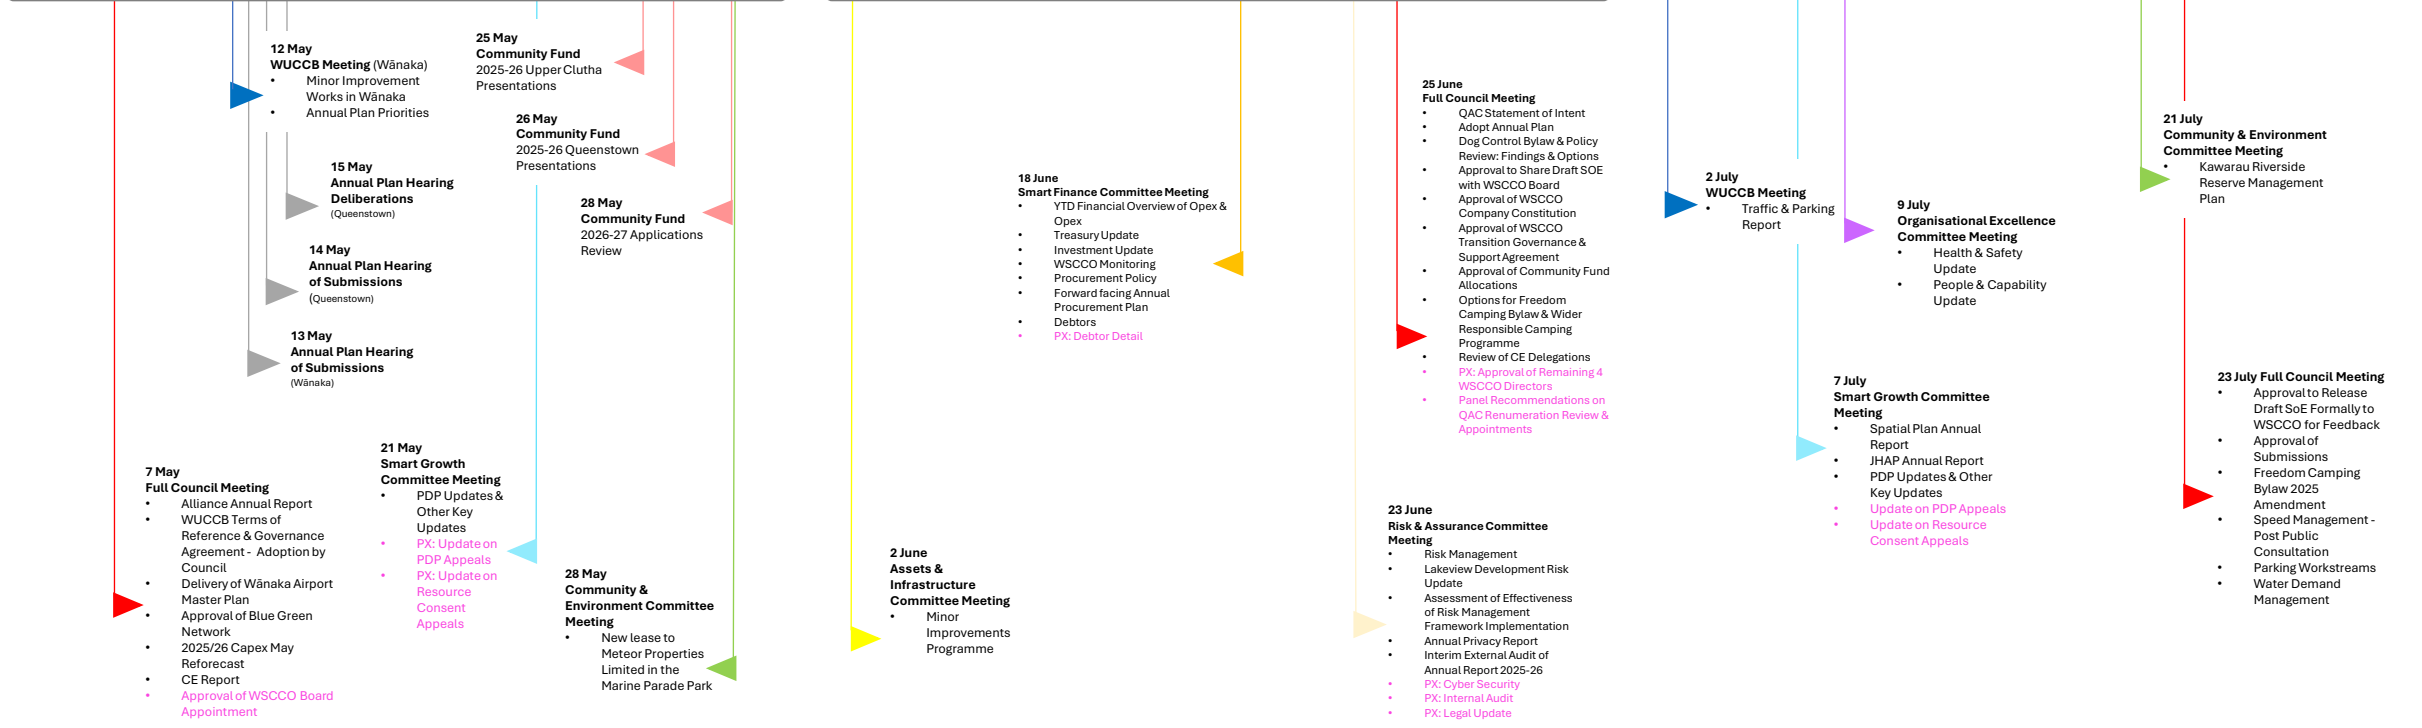 12 May
WUCCB Meeting (Wānaka)
• Minor Improvement
Works in Wānaka
• Annual Plan Priorities
15 May
Annual Plan Hearing
Deliberations
(Queenstown)
14 May
Annual Plan Hearing
of Submissions
(Queenstown)
13 May
Annual Plan Hearing
of Submissions
(Wānaka)
7 May
Full Council Meeting
• Alliance Annual Report
• WUCCB Terms of
Reference & Governance
Agreement - Adoption by
Council
• Delivery of Wānaka Airport
Master Plan
• Approval of Blue Green
Network
• 2025/26 Capex May
Reforecast
• CE Report
• Approval of WSCCO Board
Appointment
25 May
Community Fund
2025-26 Upper Clutha
Presentations
26 May
Community Fund
2025-26 Queenstown
Presentations
28 May
Community Fund
2026-27 Applications
Review
21 May
Smart Growth
Committee Meeting
• PDP Updates &
Other Key
Updates
• PX: Update on
PDP Appeals
• PX: Update on
Resource
Consent
Appeals
28 May
Community &
Environment Committee
Meeting
• New lease to
Meteor Properties
Limited in the
Marine Parade Park
2 June
Assets &
Infrastructure
Committee Meeting
• Minor
Improvements
Programme
18 June
Smart Finance Committee Meeting
• YTD Financial Overview of Opex &
Opex
• Treasury Update
• Investment Update
• WSCCO Monitoring
• Procurement Policy
• Forward facing Annual
Procurement Plan
• Debtors
• PX: Debtor Detail
25 June
Full Council Meeting
• QAC Statement of Intent
• Adopt Annual Plan
• Dog Control Bylaw & Policy
Review: Findings & Options
• Approval to Share Draft SOE
with WSCCO Board
• Approval of WSCCO
Company Constitution
• Approval of WSCCO
Transition Governance &
Support Agreement
• Approval of Community Fund
Allocations
• Options for Freedom
Camping Bylaw & Wider
Responsible Camping
Programme
• Review of CE Delegations
• PX: Approval of Remaining 4
WSCCO Directors
• Panel Recommendations on
QAC Renumeration Review &
Appointments
23 June
Risk & Assurance Committee
Meeting
• Risk Management
• Lakeview Development Risk
Update
• Assessment of Effectiveness
of Risk Management
Framework Implementation
• Annual Privacy Report
• Interim External Audit of
Annual Report 2025-26
• PX: Cyber Security
• PX: Internal Audit
• PX: Legal Update
2 July
WUCCB Meeting
• Traffic & Parking
Report
9 July
Organisational Excellence
Committee Meeting
• Health & Safety
Update
• People & Capability
Update
7 July
Smart Growth Committee
Meeting
• Spatial Plan Annual
Report
• JHAP Annual Report
• PDP Updates & Other
Key Updates
• Update on PDP Appeals
• Update on Resource
Consent Appeals
21 July
Community & Environment
Committee Meeting
• Kawarau Riverside
Reserve Management
Plan
23 July Full Council Meeting
• Approval to Release
Draft SoE Formally to
WSCCO for Feedback
• Approval of
Submissions
• Freedom Camping
Bylaw 2025
Amendment
• Speed Management -
Post Public
Consultation
• Parking Workstreams
• Water Demand
Management